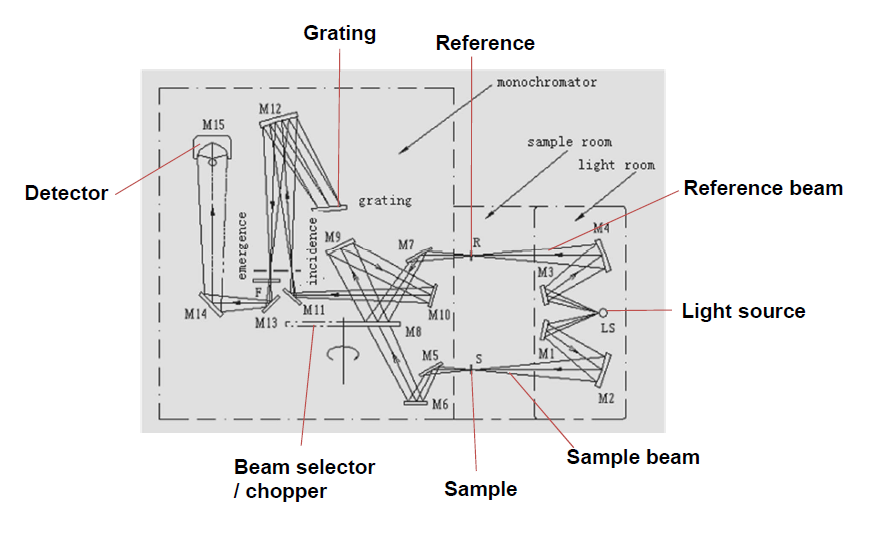 Grating
Reference
monochromator
M12
M15
sample room
light room
Detector
Reference beam
grating
M4
R
M9
M7
emergence
incidence
M3
F
M14
M13
M11
M10
Light source
LS
M8
M1
M5
S
M2
M6
Beam selector
/ chopper
Sample
Sample beam